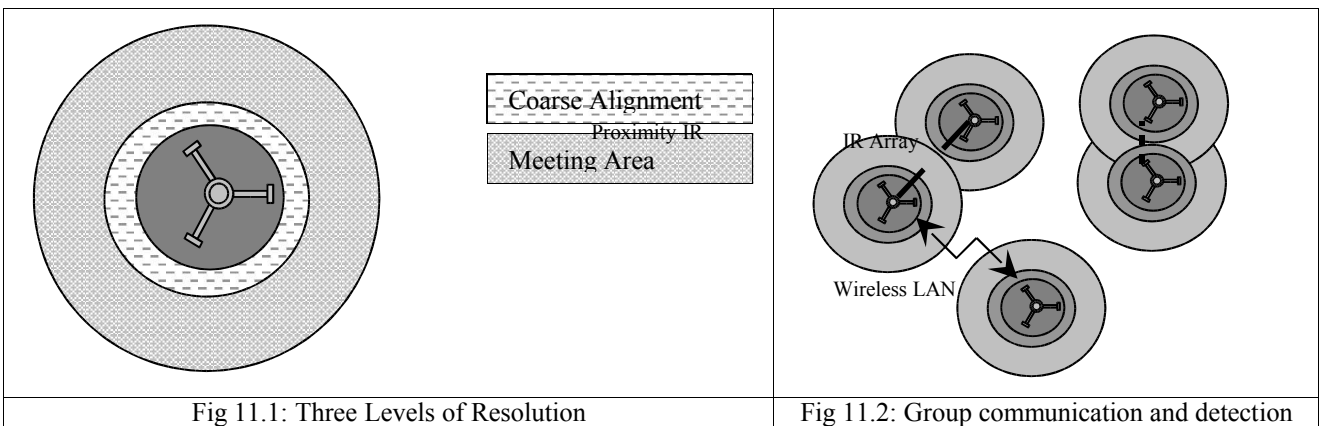 Coarse Alignment
Proximity IR
Meeting Area
Fig 11.1: Three Levels of Resolution
IR Array
Wireless LAN
Fig 11.2: Group communication and detection